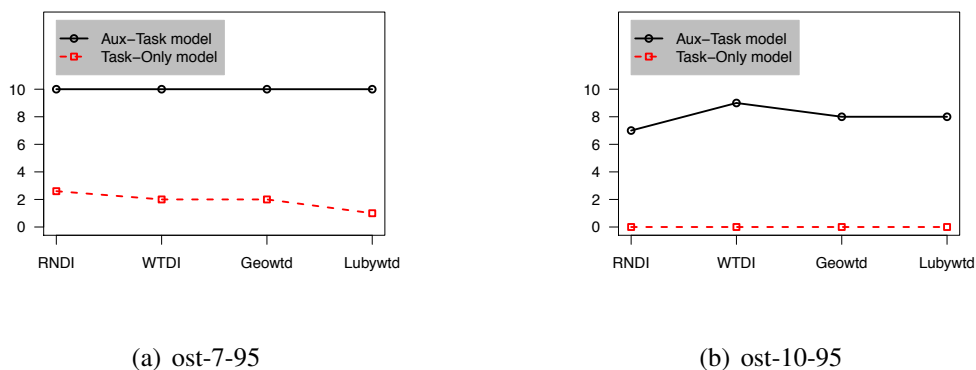 Aux−Task model
Task−Only model
10
8
6
4
2
0
RNDI WTDI Geowtd Lubywtd
(a) ost-7-95
Aux−Task model
Task−Only model
10
8
6
4
2
0
RNDI WTDI Geowtd Lubywtd
(b) ost-10-95